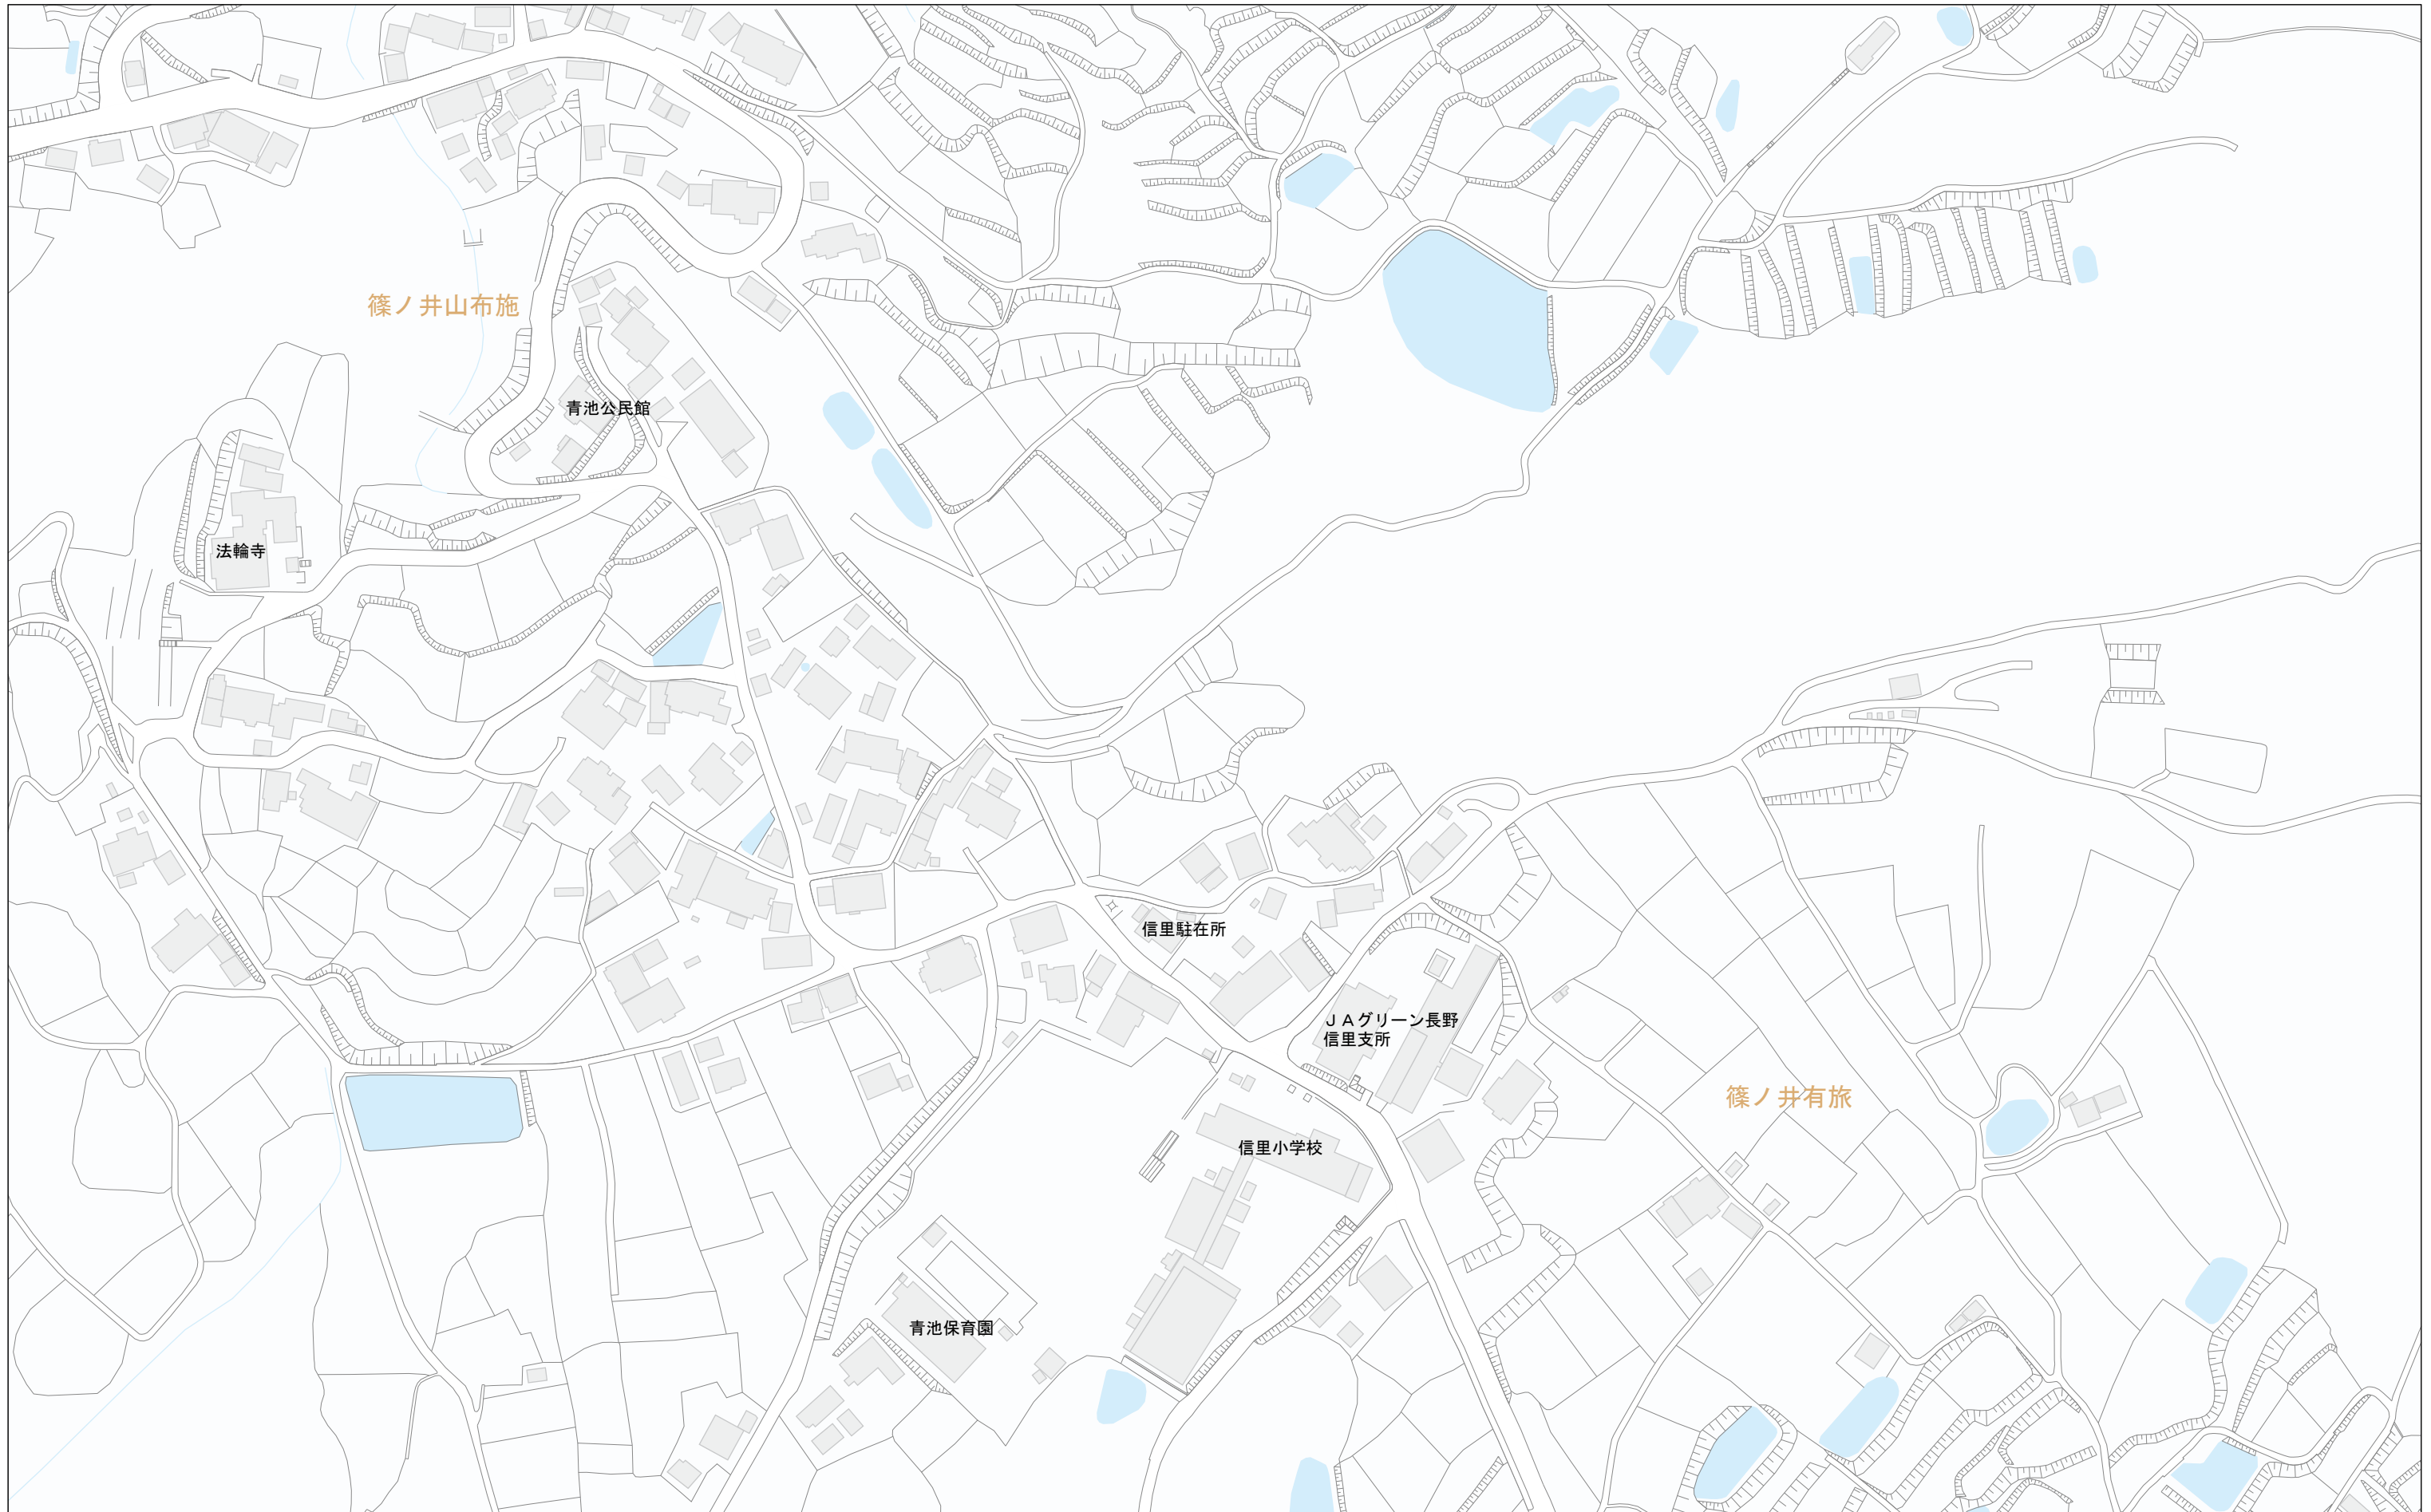 篠ノ井山布施
青池公民館
法輪寺
信里駐在所
ＪＡグリーン長野
信里支所
篠ノ井有旅
信里小学校
青池保育園